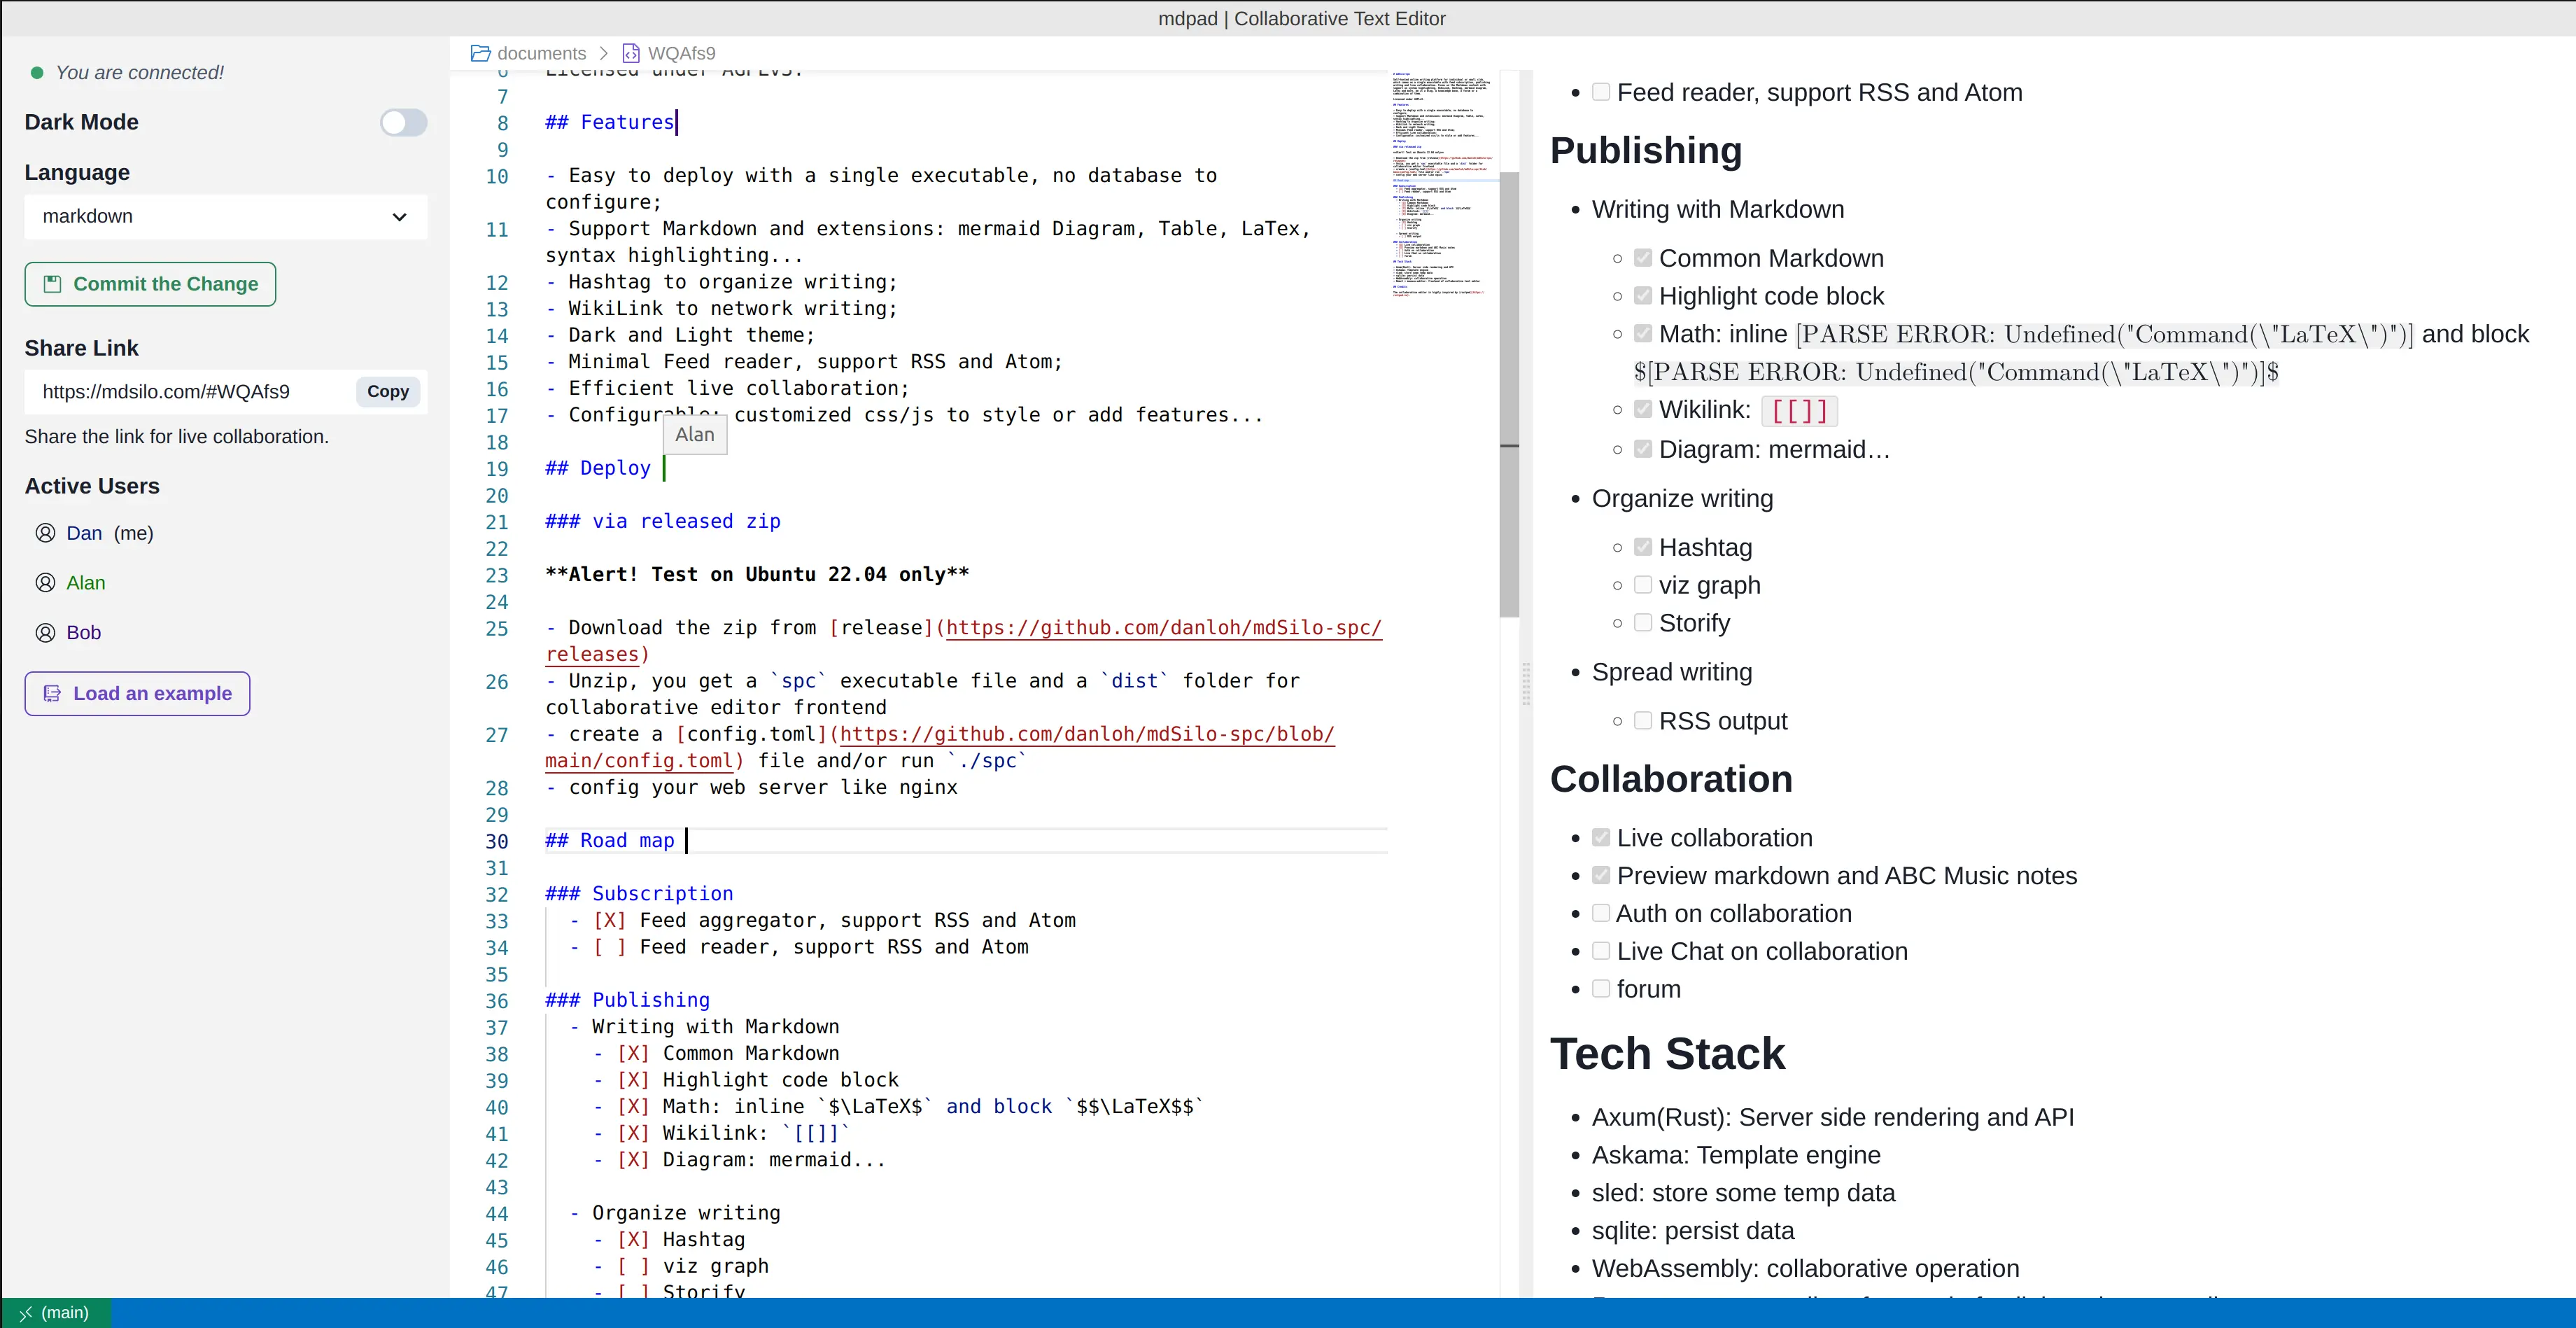 mdpad | Collaborative Text Editor
You are connected!
Dark Mode
Language
markdown
Commit the Change
Share Link
https://mdsilo.com/#WQAfs9
Copy
Share the link for live collaboration.
Active Users
Dan (me)
Alan
Bob
Load an example
documents > WQAfs9
6 Licensed under AGPLv3.
7
8 ## Features
9
10 - Easy to deploy with a single executable, no database to
configure;
11 - Support Markdown and extensions: mermaid Diagram, Table, LaTex,
syntax highlighting...
12 - Hashtag to organize writing;
13 - WikiLink to network writing;
14 - Dark and Light theme;
15 - Minimal Feed reader, support RSS and Atom;
16 - Efficient live collaboration;
17 - Configurable: customized css/js to style or add features...
Alan
18
19 ## Deploy
20
21 ### via released zip
22
23 **Alert! Test on Ubuntu 22.04 only**
24
25 - Download the zip from [release](https://github.com/danloh/mdSilo-spc/
releases)
26 - Unzip, you get a `spc` executable file and a `dist` folder for
collaborative editor frontend
27 - create a [config.toml](https://github.com/danloh/mdSilo-spc/blob/
main/config.toml) file and/or run `./spc`
28 - config your web server like nginx
29
30 ## Road map
31
32 ### Subscription
33 - [X] Feed aggregator, support RSS and Atom
34 - [ ] Feed reader, support RSS and Atom
35
36 ### Publishing
37 - Writing with Markdown
38 - [X] Common Markdown
39 - [X] Highlight code block
40 - [X] Math: inline `$\LaTeX$` and block `$$\LaTeX$$`
41 - [X] Wikilink: `[[]]`
42 - [X] Diagram: mermaid...
43
44 - Organize writing
45 - [X] Hashtag
46 - [ ] viz graph
47 - [ ] Storify
Feed reader, support RSS and Atom
Publishing
Writing with Markdown
Common Markdown
Highlight code block
Math: inline [PARSE ERROR: Undefined("Command(\"LaTeX\")")] and block
$[PARSE ERROR: Undefined("Command(\"LaTeX\")")]$
Wikilink: [[]]
Diagram: mermaid…
Organize writing
Hashtag
viz graph
Storify
Spread writing
RSS output
Collaboration
Live collaboration
Preview markdown and ABC Music notes
Auth on collaboration
Live Chat on collaboration
forum
Tech Stack
Axum(Rust): Server side rendering and API
Askama: Template engine
sled: store some temp data
sqlite: persist data
WebAssembly: collaborative operation
(main)